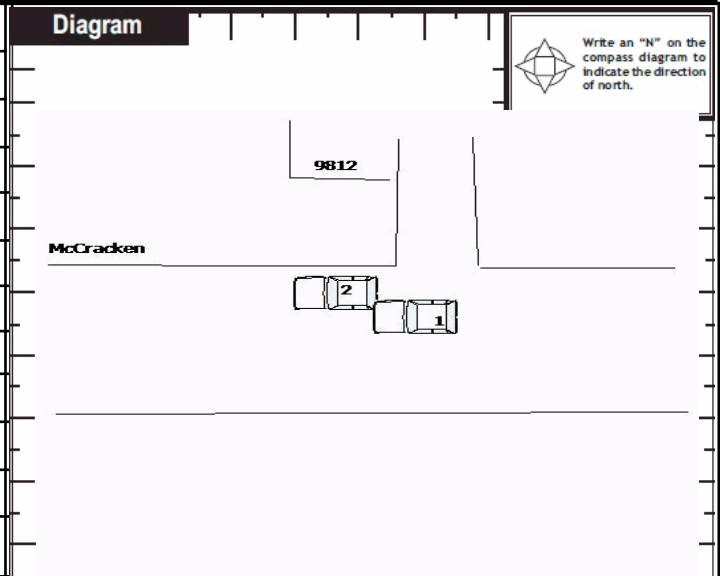 Diagram
Write an “N” on the
compass diagram to
indicate the direction
of north.
9812
McCracken
2
1